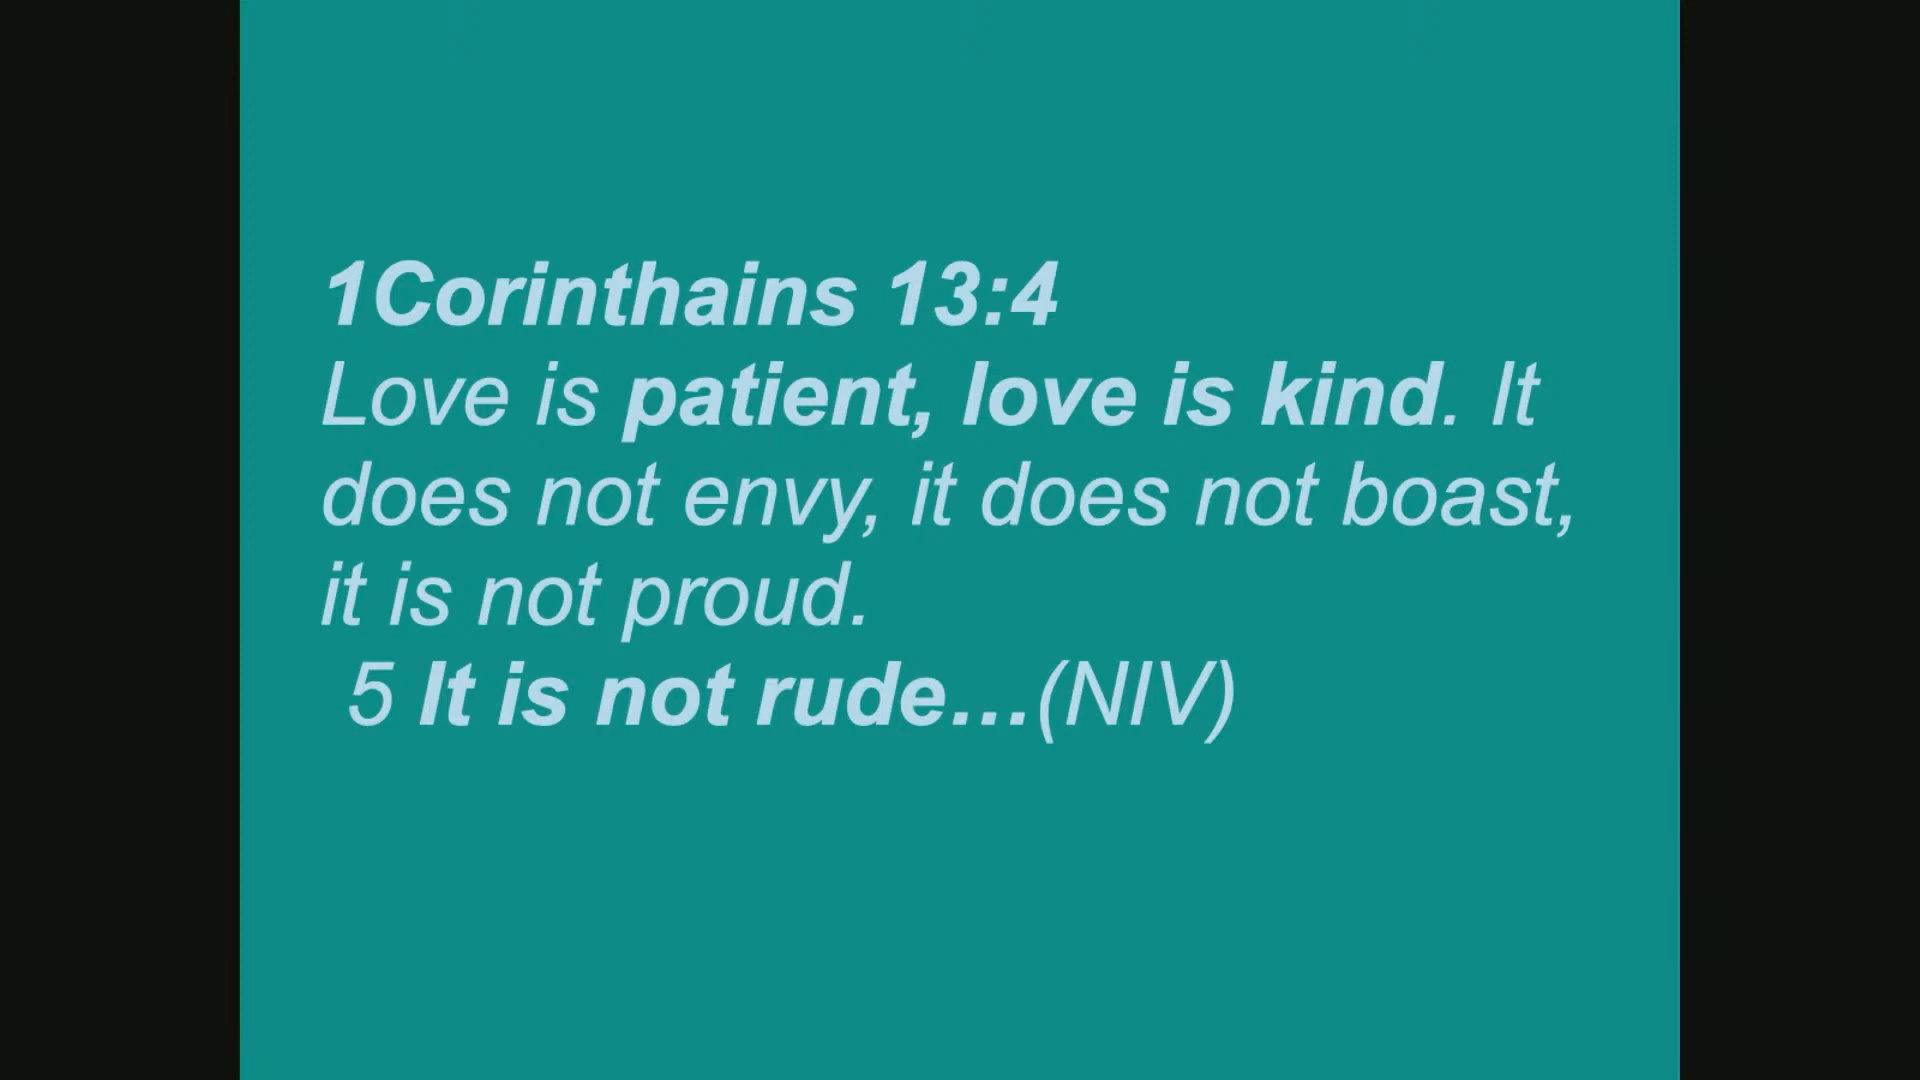 1Corinthains 13:4
Love is patient, love is kind. It
does not envy, it does not boast,
it is not proud.
5 It is not rude…(NIV)